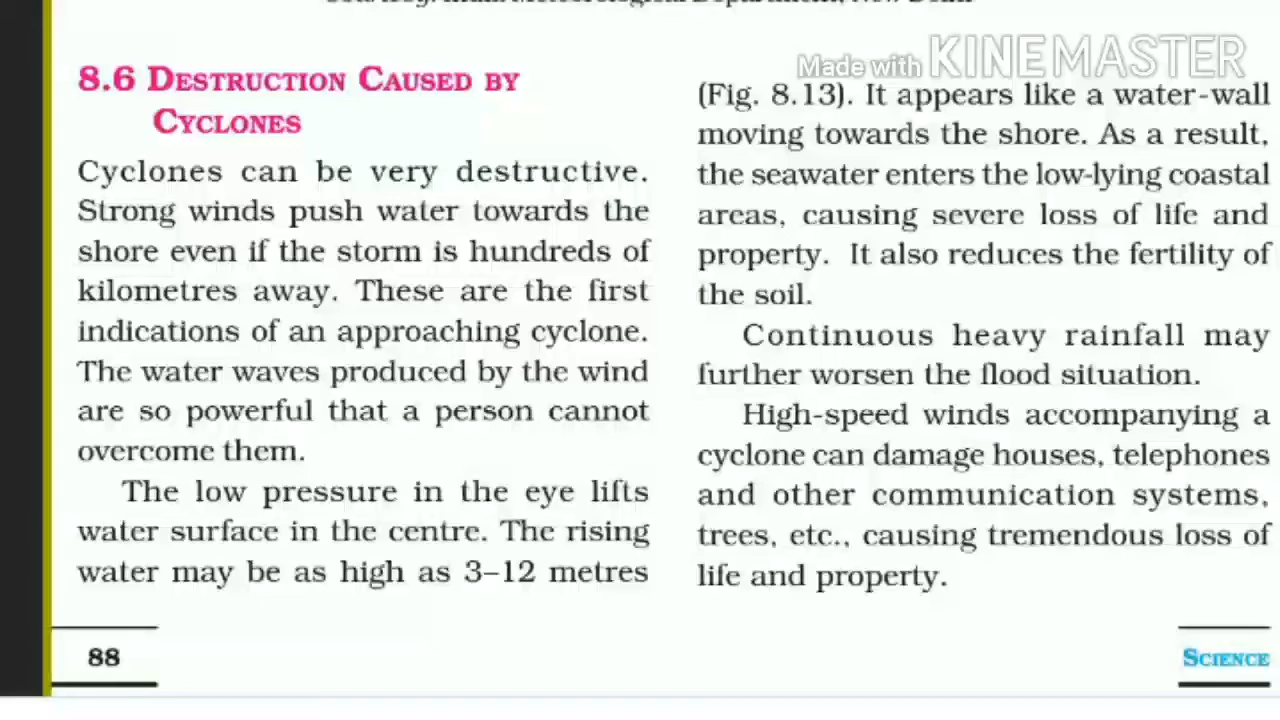 8.6 DESTRUCTION CAUSED BY
CYCLONES
Cyclones can be very destructive.
Strong winds push water towards the
shore even if the storm is hundreds of
kilometres away. These are the first
indications of an approaching cyclone.
The water waves produced by the wind
are so powerful that a person cannot
overcome them.
The low pressure in the eye lifts
water surface in the centre. The rising
water may be as high as 3–12 metres
88
Made with KINEMASTER
(Fig. 8.13). It appears like a water-wall
moving towards the shore. As a result,
the seawater enters the low-lying coastal
areas, causing severe loss of life and
property. It also reduces the fertility of
the soil.
Continuous heavy rainfall may
further worsen the flood situation.
High-speed winds accompanying a
cyclone can damage houses, telephones
and other communication systems,
trees, etc., causing tremendous loss of
life and property.
SCIENCE